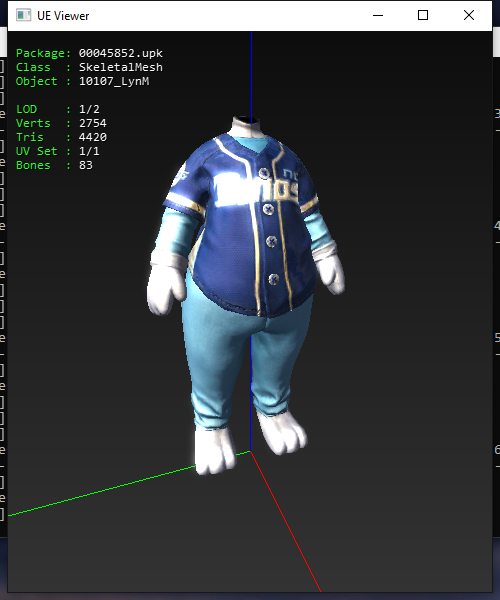 UE Viewer
Package: 00045852.upk
Class : SkeletalMesh
Object : 10107_LynM
LOD : 1/2
Verts : 2754
Tris : 4420
UV Set : 1/1
Bones : 83